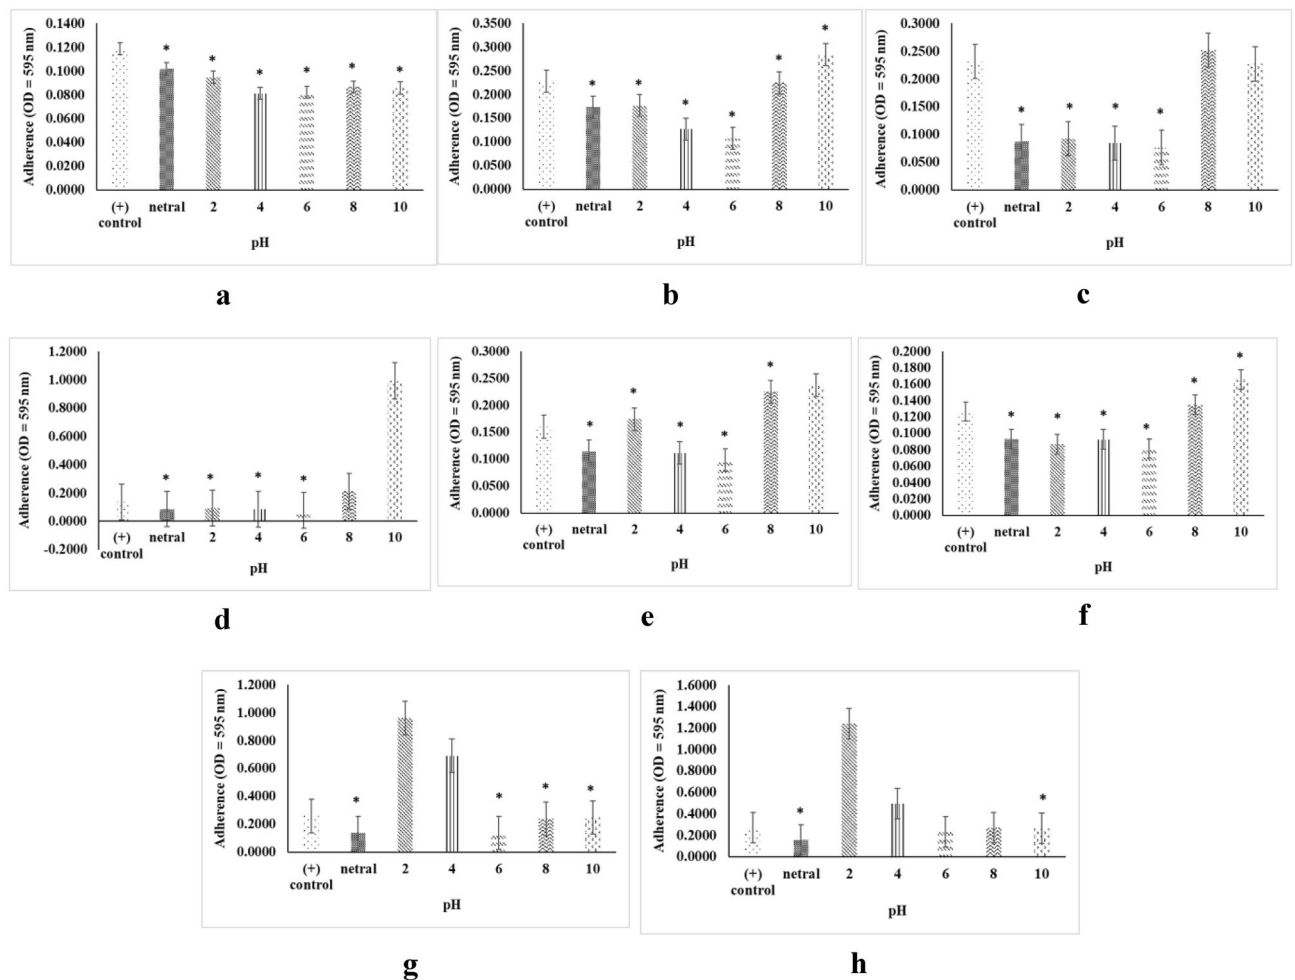 Adherence (OD = 595 nm)
0.1400
0.1200
0.1000
0.0800
0.0600
0.0400
0.0200
0.0000
* * * * * *
(+) control netral 2 4 6 8 10
pH
a
Adherence (OD = 595 nm)
0.3500
0.3000
0.2500
0.2000
0.1500
0.1000
0.0500
0.0000
* * * * * *
(+) control netral 2 4 6 8 10
pH
b
Adherence (OD = 595 nm)
0.3000
0.2500
0.2000
0.1500
0.1000
0.0500
0.0000
* * * *
(+) control netral 2 4 6 8 10
pH
c
Adherence (OD = 595 nm)
1.2000
1.0000
0.8000
0.6000
0.4000
0.2000
0.0000
-0.2000
* * * *
(+) control netral 2 4 6 8 10
pH
d
Adherence (OD = 595 nm)
0.3000
0.2500
0.2000
0.1500
0.1000
0.0500
0.0000
* * * * *
(+) control netral 2 4 6 8 10
pH
e
Adherence (OD = 595 nm)
0.2000
0.1800
0.1600
0.1400
0.1200
0.1000
0.0800
0.0600
0.0400
0.0200
0.0000
* * * * * *
(+) control netral 2 4 6 8 10
pH
f
Adherence (OD = 595 nm)
1.2000
1.0000
0.8000
0.6000
0.4000
0.2000
0.0000
* * * *
(+) control netral 2 4 6 8 10
pH
g
Adherence (OD = 595 nm)
1.6000
1.4000
1.2000
1.0000
0.8000
0.6000
0.4000
0.2000
0.0000
* *
(+) control netral 2 4 6 8 10
pH
h